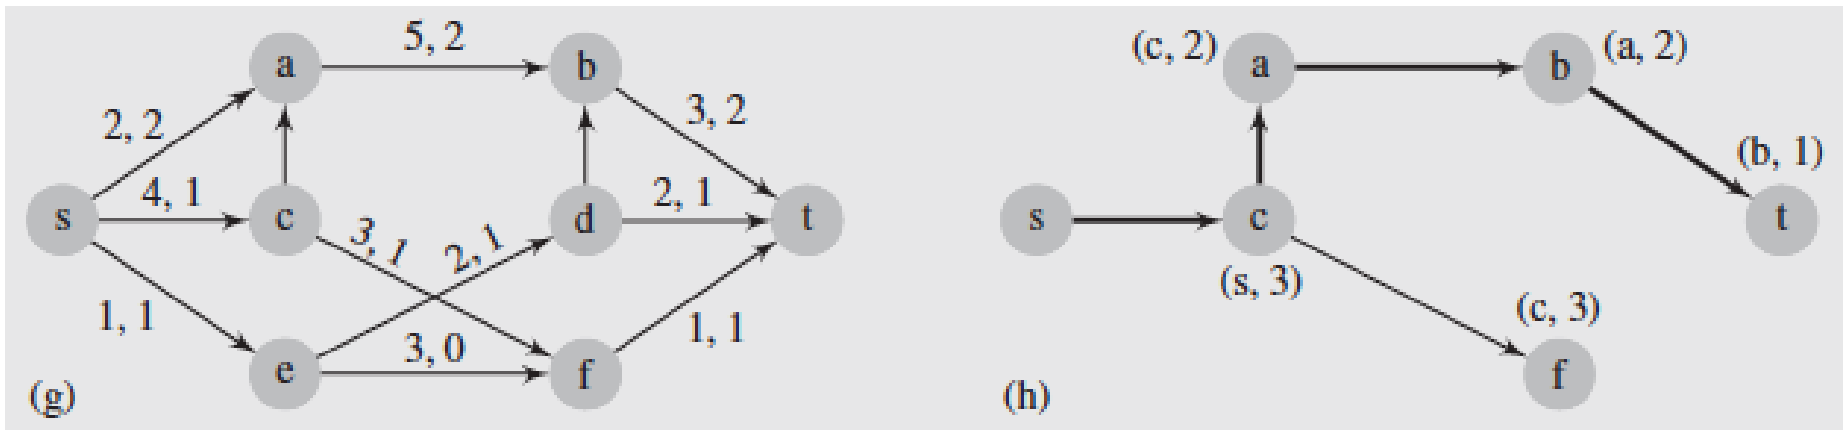 5, 2
a
b
2, 2
3, 2
4, 1
2, 1
s
c
d
t
3, 1
2, 1
1, 1
3, 0
1, 1
e
f
(g)
(c, 2)
a
b
(a, 2)
(b, 1)
s
c
t
(s, 3)
(c, 3)
f
(h)